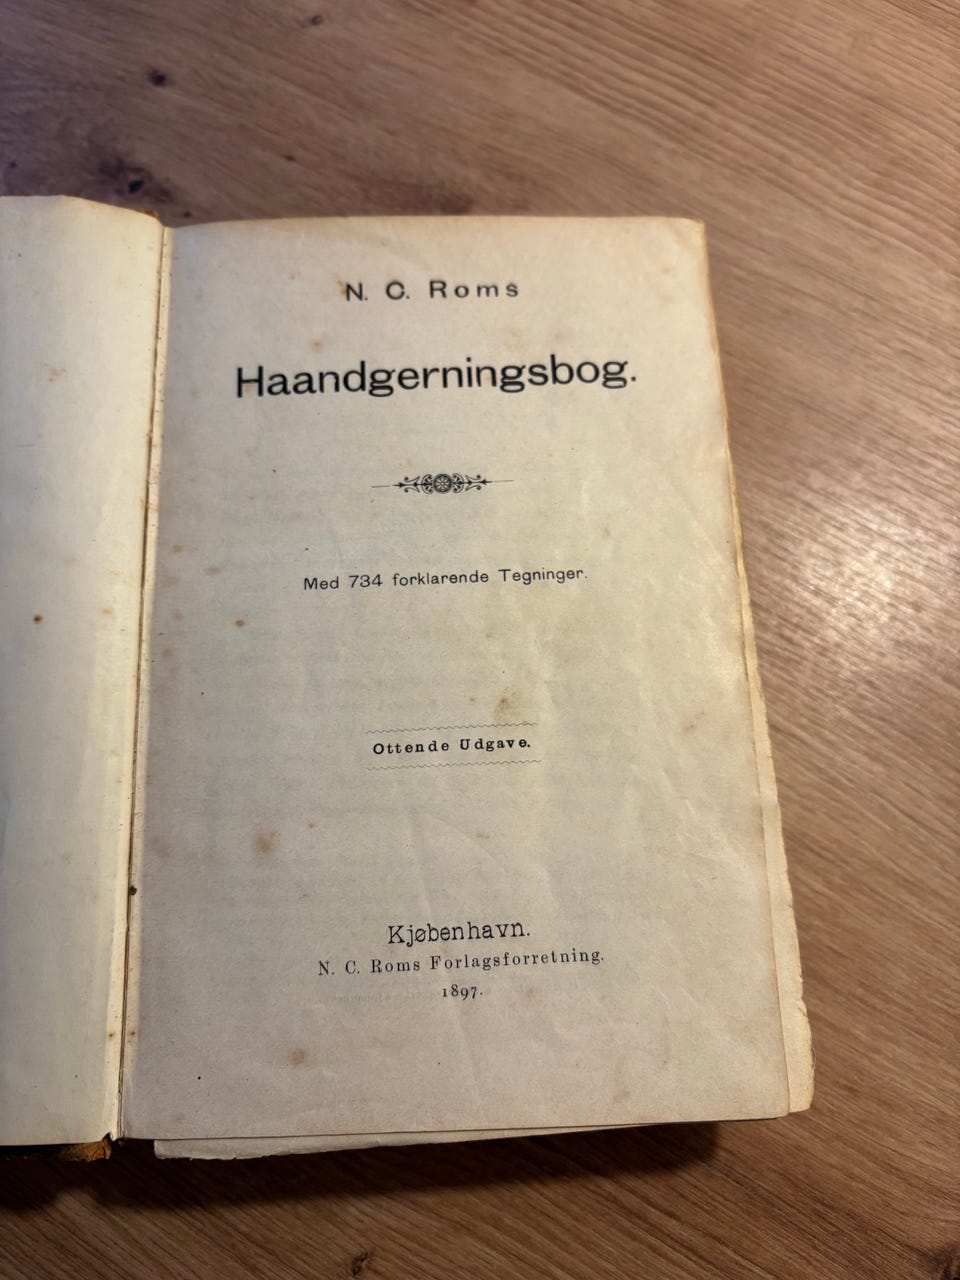 N. C. Roms
Haandgerningsbog.
Med 734 forklarende Tegninger.
Ottende Udgave.
Kjøbenhavn.
N. C. Roms Forlagsforretning.
1897.